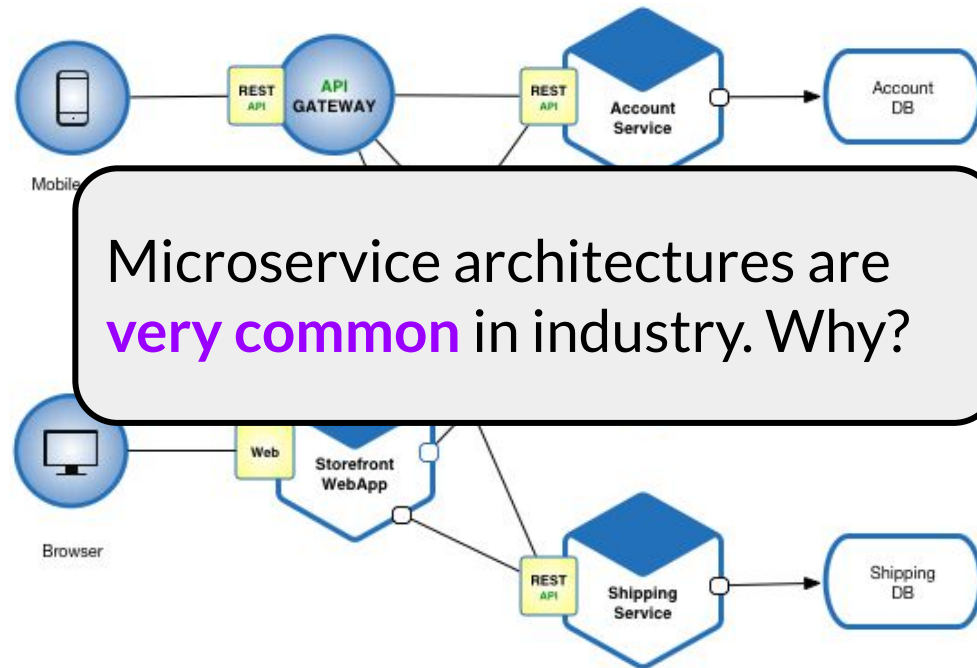 REST
API
API
GATEWAY
REST
API
Account
Service
Account
DB
Mobile
Microservice architectures are
very common in industry. Why?
Web
Storefront
WebApp
Browser
REST
API
Shipping
Service
Shipping
DB